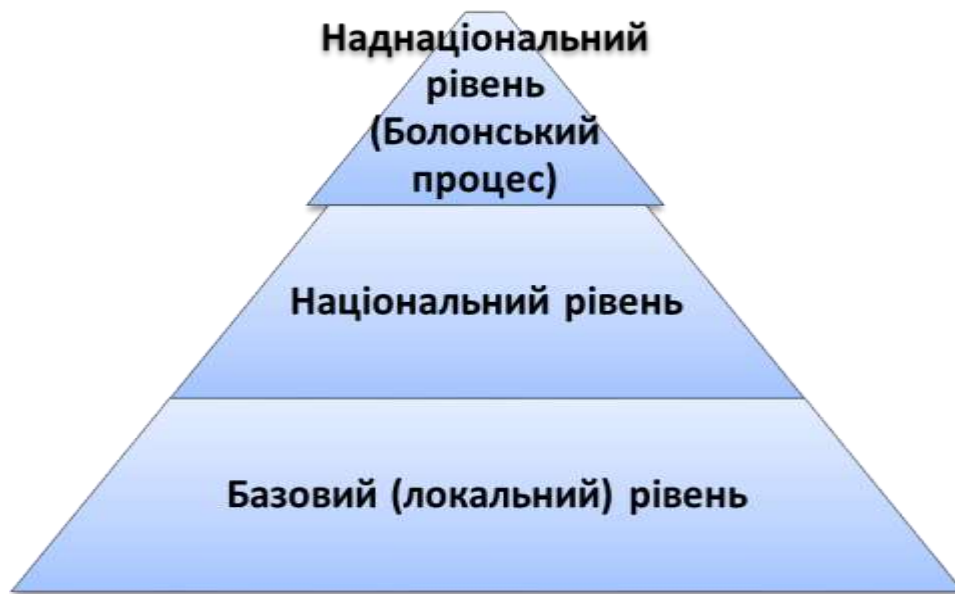 Наднаціональний
рівень
(Болонський
процес)
Національний рівень
Базовий (локальний) рівень